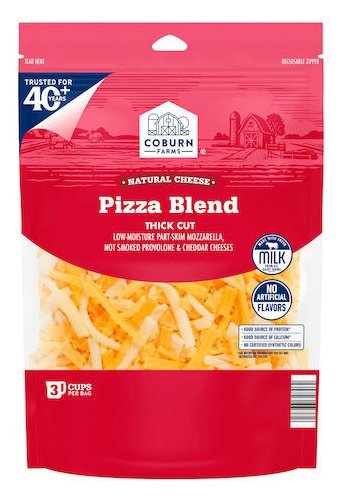 TEAR HERE
RECLOSABLE ZIPPER
TRUSTED FOR
40+
YEARS
COBURN
FARMS®
NATURAL CHEESE
Pizza Blend
THICK CUT
LOW-MOISTURE PART-SKIM MOZZARELLA,
NOT SMOKED PROVOLONE & CHEDDAR CHEESES
MILK
NO
ARTIFICIAL
FLAVORS
• GOOD SOURCE OF PROTEIN*
• GOOD SOURCE OF CALCIUM*
• NO CERTIFIED SYNTHETIC COLORS
3 CUPS
PER BAG